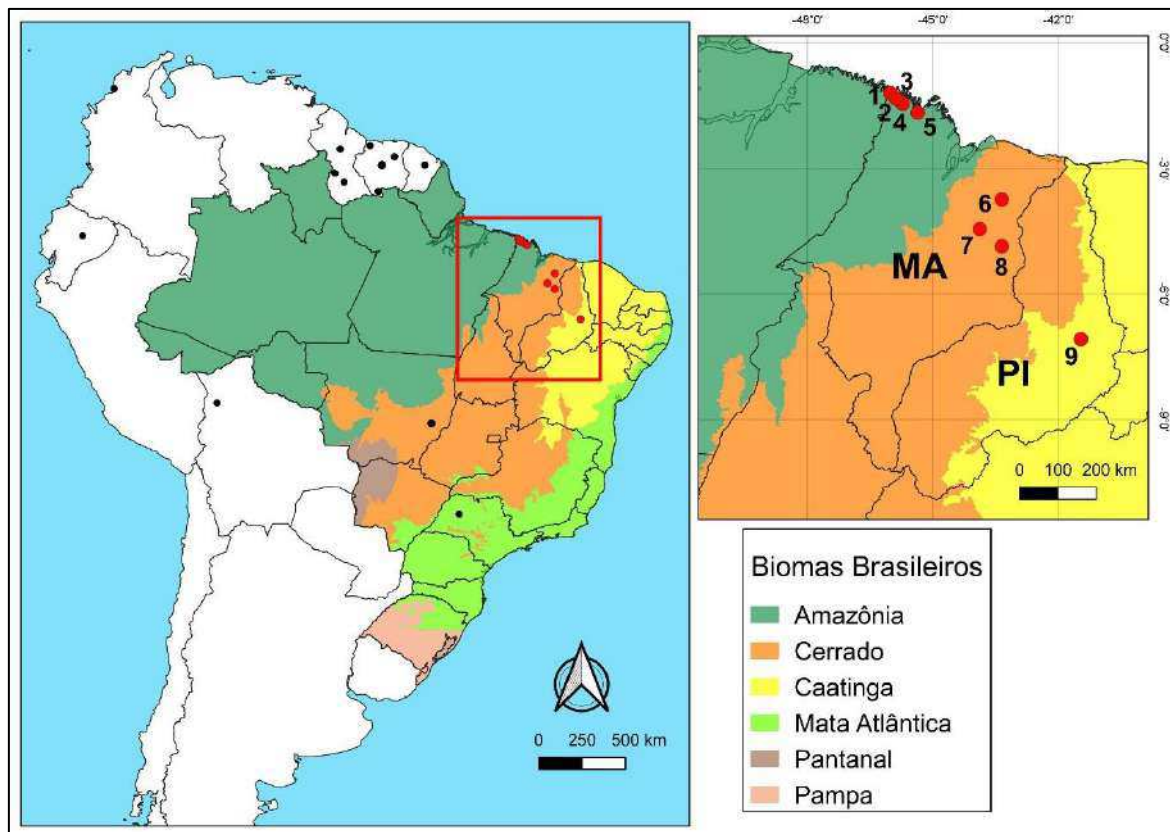 -48°0' -45°0' -42°0'
0°0'
3
1
2 4 5
-3°0'
6
7
MA 8
-6°0'
9
PI
-9°0'
0 100 200 km
Biomas Brasileiros
Amazônia
Cerrado
Caatinga
Mata Atlântica
Pantanal
Pampa
0 250 500 km